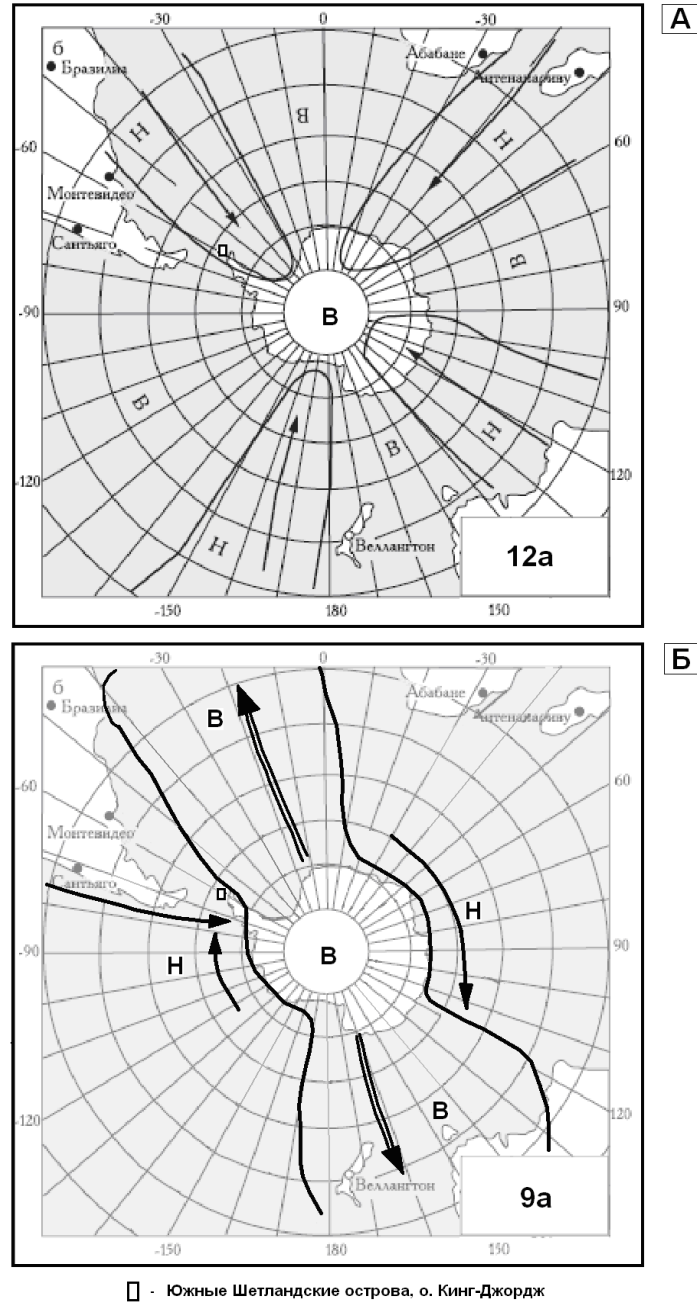 А
-30
0
-30
б
Бразилиа
Абабане
Антенанариву
Н
В
Н
-60
60
Монтевидео
Сантьяго
В
-90
В
90
В
В
Н
-120
120
Н
Веллангтон
12а
-150
180
150
Б
-30
0
-30
б
Бразилиа
В
Абабане
Антенанариву
60
60
Монтевидео
Сантьяго
Н
-90
Н
В
90
В
-120
120
Веллангтон
9а
-150
180
150
- Южные Шетландские острова, о. Кинг-Джордж